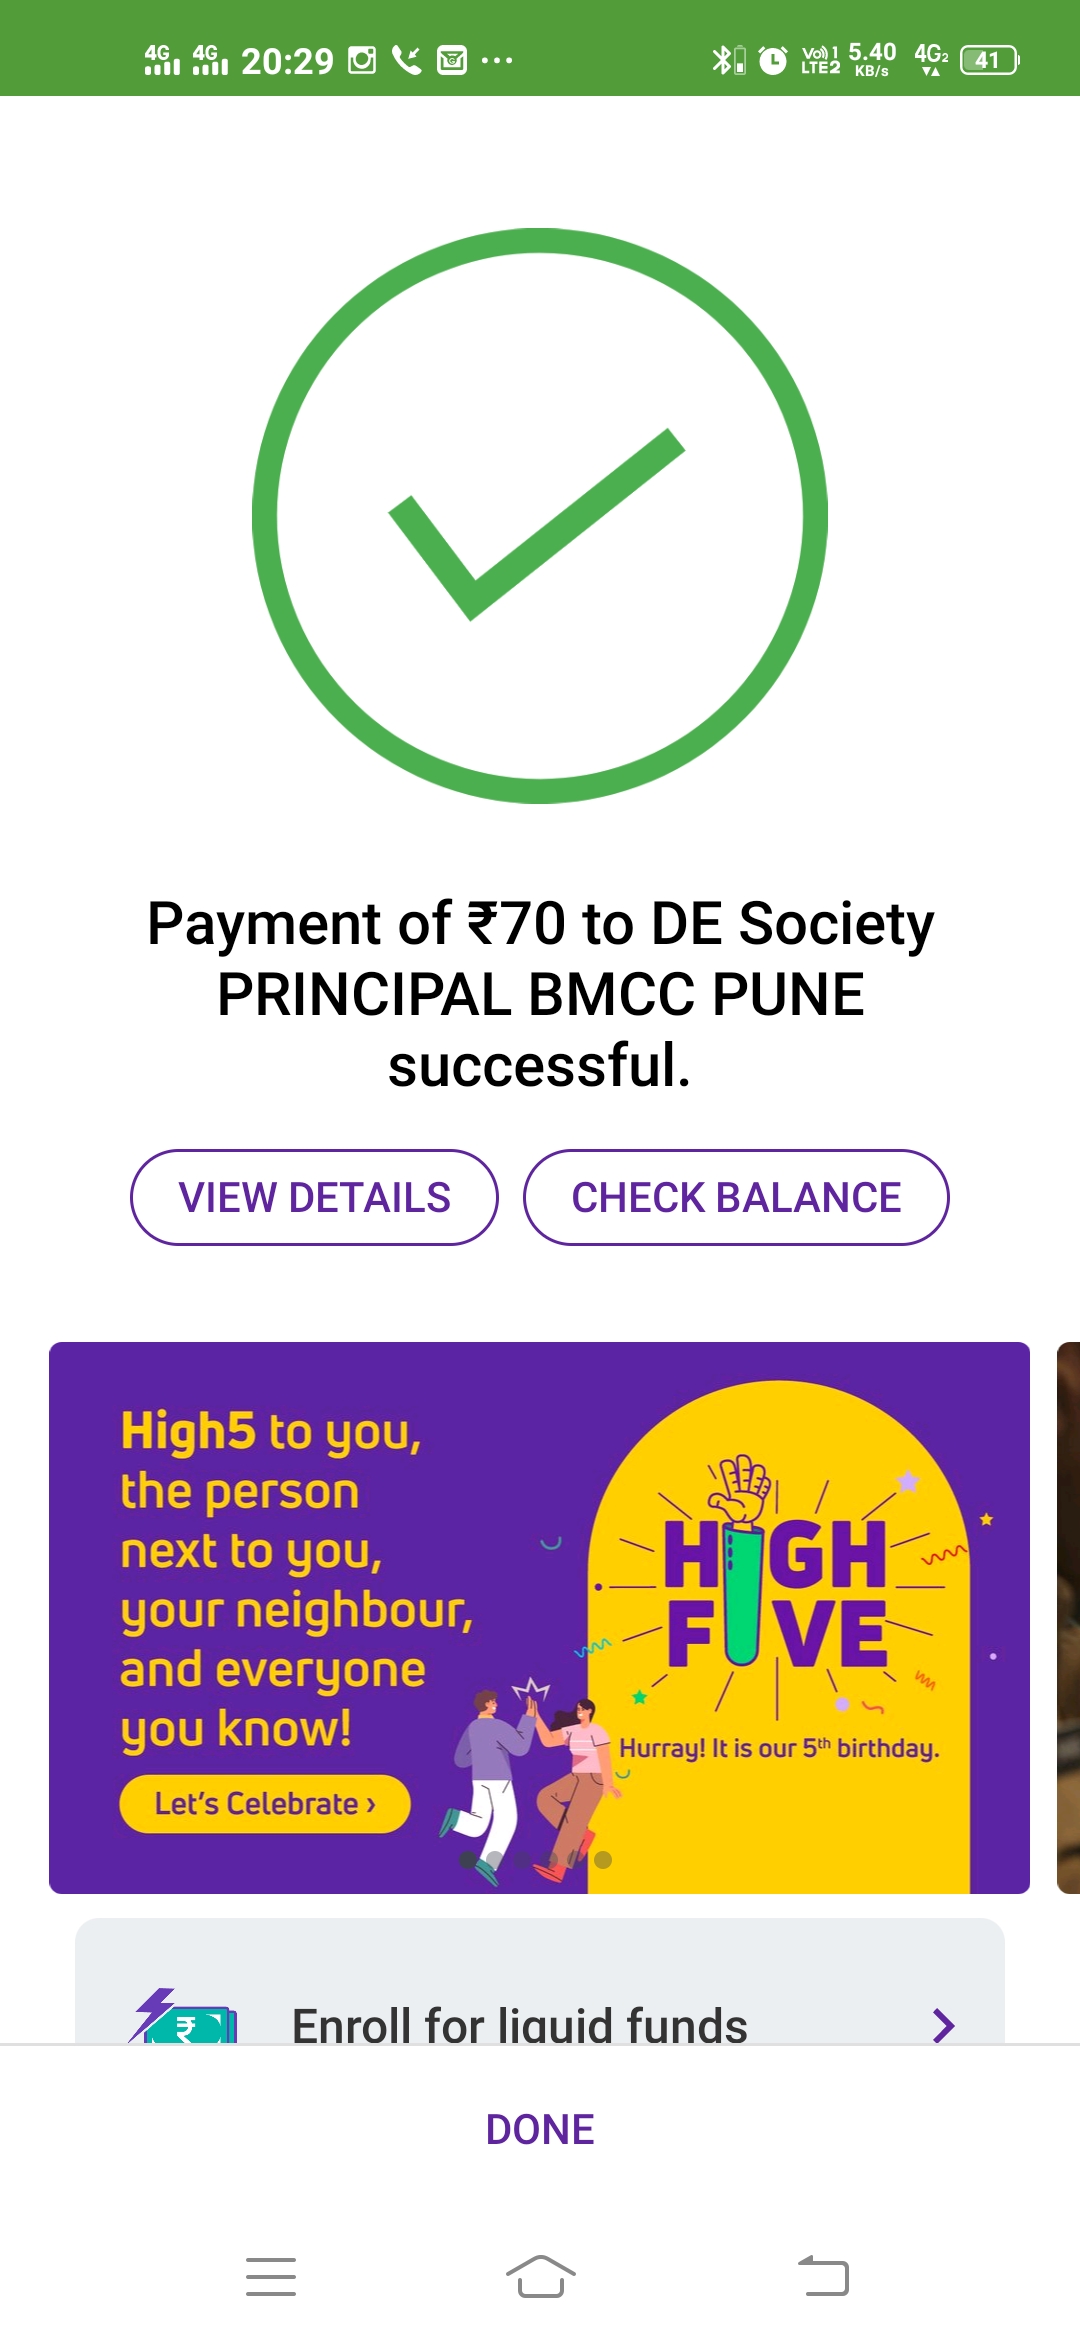 4G 4G 20:29
Vo) 1 LTE2 5.40 KB/s 4G2 41
Payment of ₹70 to DE Society
PRINCIPAL BMCC PUNE
successful.
VIEW DETAILS CHECK BALANCE
High5 to you,
the person
next to you,
your neighbour,
and everyone
you know!
Let's Celebrate ›
HIGH
FIVE
Hurray! It is our 5th birthday.
₹
Enroll for liquid funds
DONE